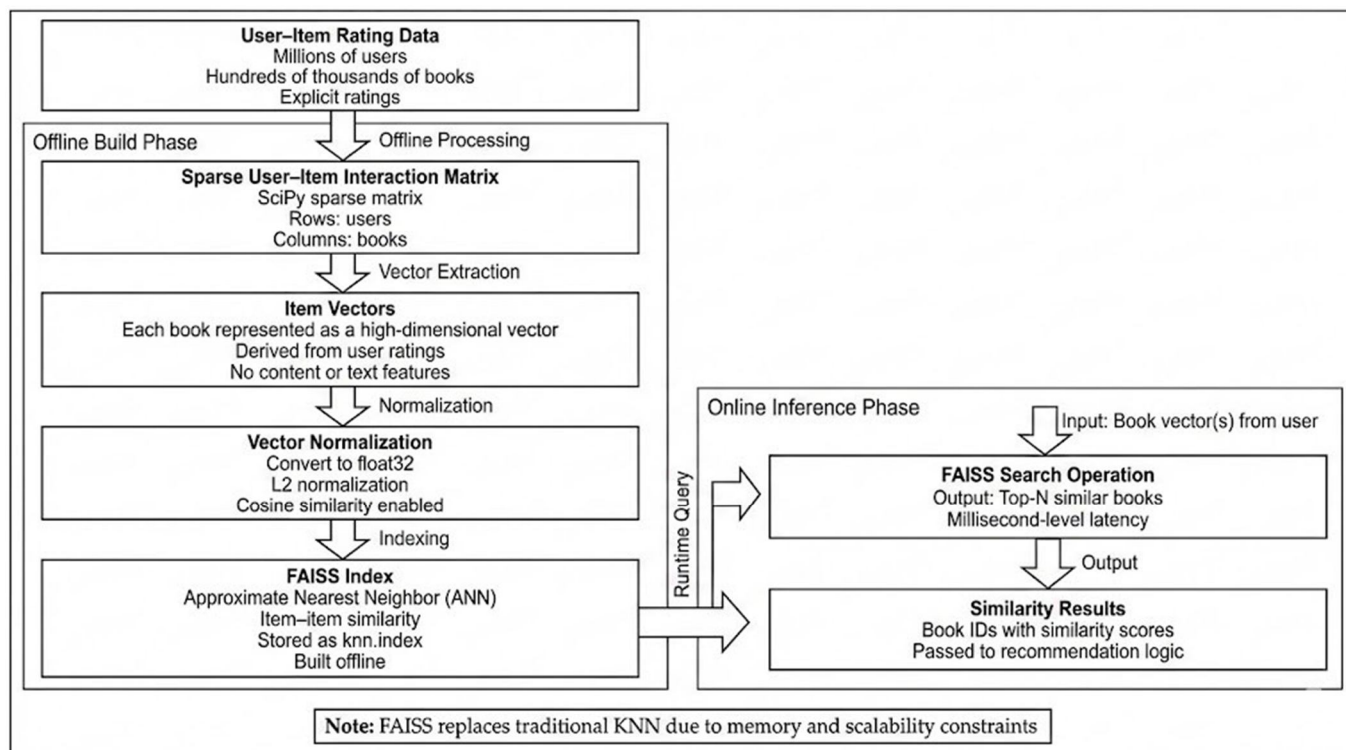 User–Item Rating Data
Millions of users
Hundreds of thousands of books
Explicit ratings
Offline Build Phase
Offline Processing
Sparse User–Item Interaction Matrix
SciPy sparse matrix
Rows: users
Columns: books
Vector Extraction
Item Vectors
Each book represented as a high-dimensional vector
Derived from user ratings
No content or text features
Normalization
Vector Normalization
Convert to float32
L2 normalization
Cosine similarity enabled
Indexing
FAISS Index
Approximate Nearest Neighbor (ANN)
Item–item similarity
Stored as knn.index
Built offline
Runtime Query
Online Inference Phase
Input: Book vector(s) from user
FAISS Search Operation
Output: Top-N similar books
Millisecond-level latency
Output
Similarity Results
Book IDs with similarity scores
Passed to recommendation logic
Note: FAISS replaces traditional KNN due to memory and scalability constraints